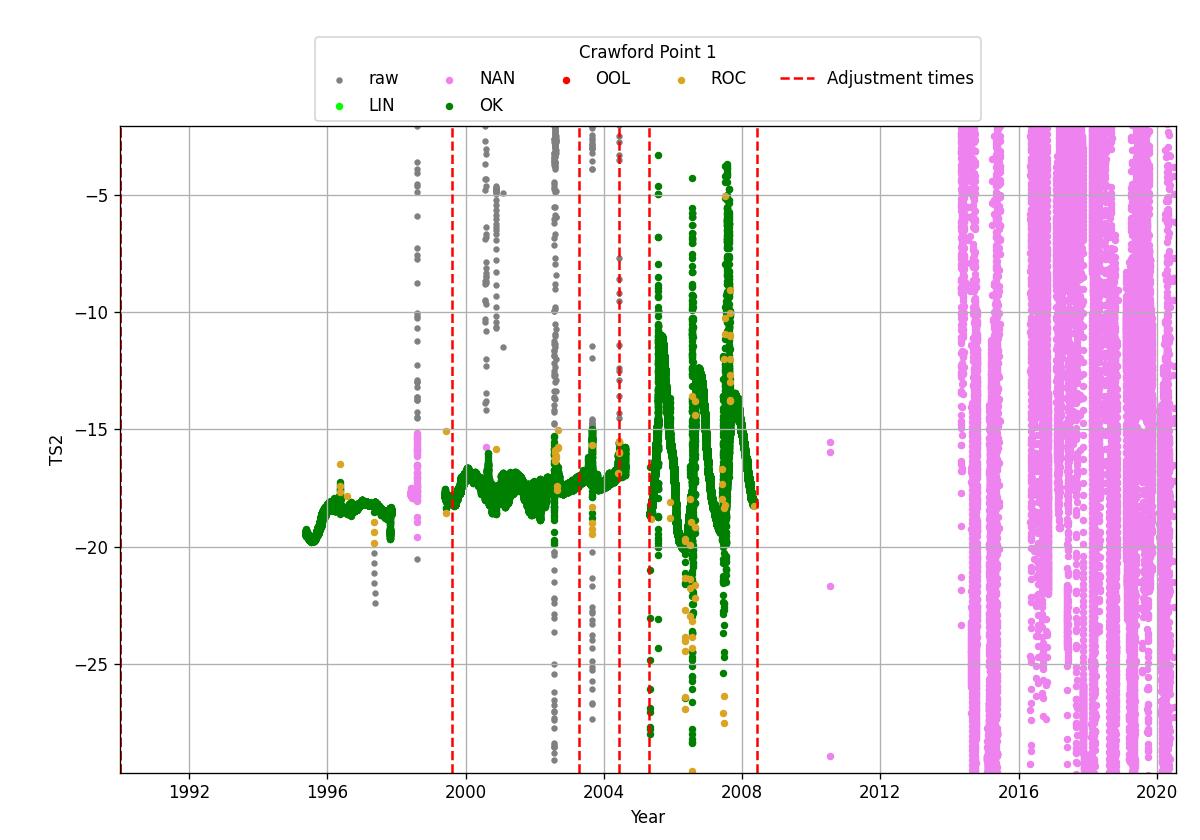 Crawford Point 1
raw NAN OOL ROC Adjustment times
LIN OK
TS2
−5
−10
−15
−20
−25
1992 1996 2000 2004 2008 2012 2016 2020
Year